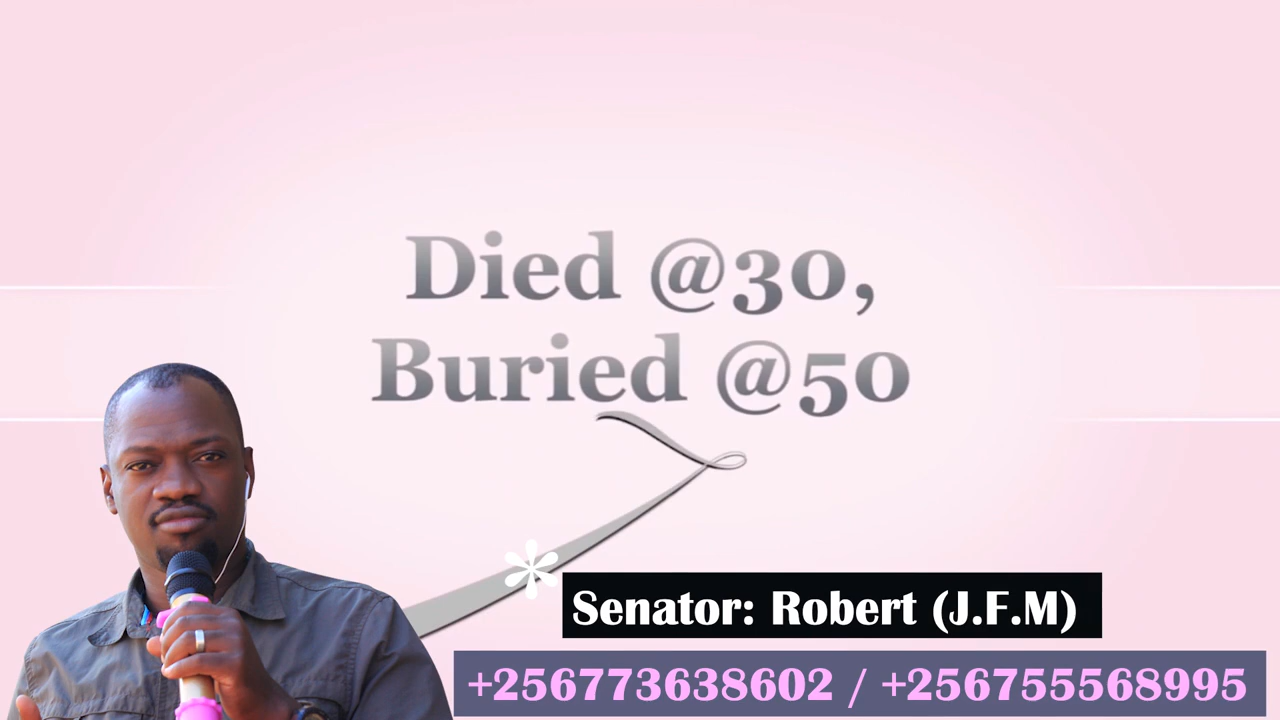 Died @30,
Buried @50
Senator: Robert (J.F.M)
+256773638602 / +256755568995